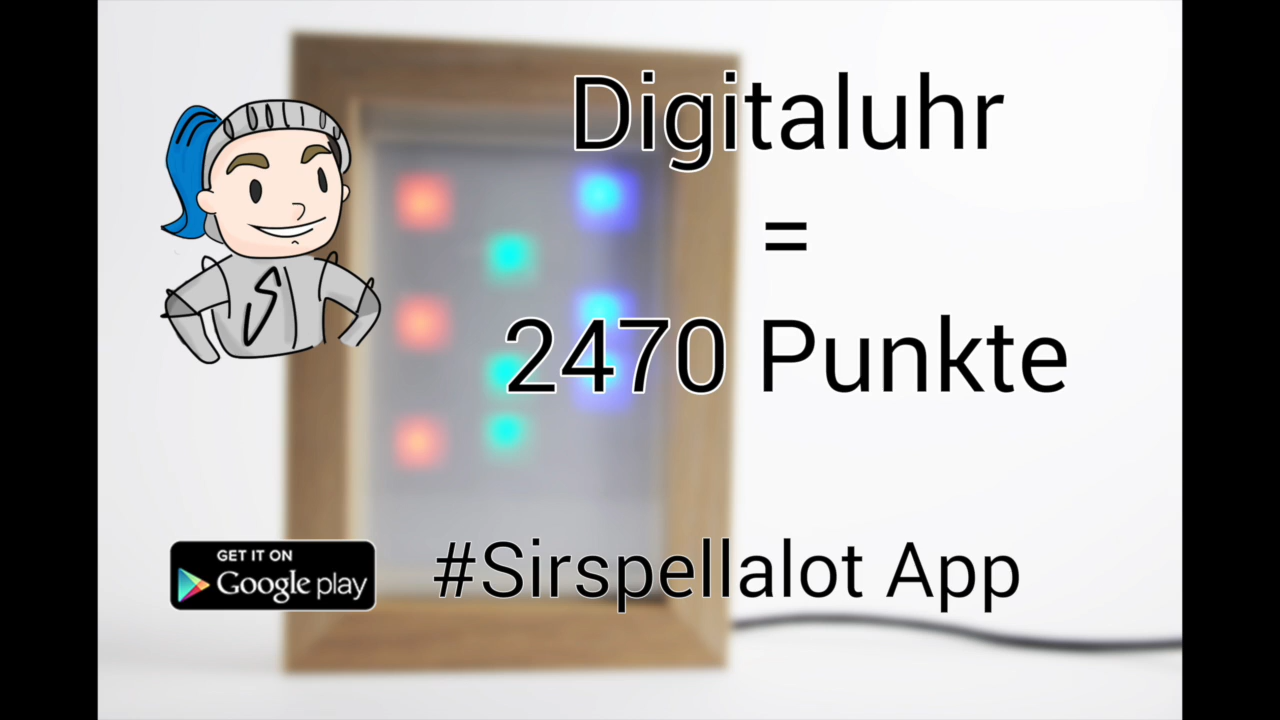 Digitaluhr
=
2470 Punkte
S
GET IT ON
Google play
#Sirspellalot App